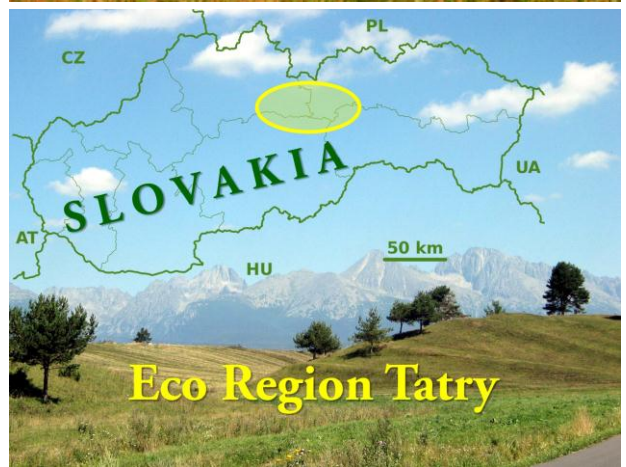 PL
CZ
SLOVAKIA
UA
AT
50 km
HU
Eco Region Tatry